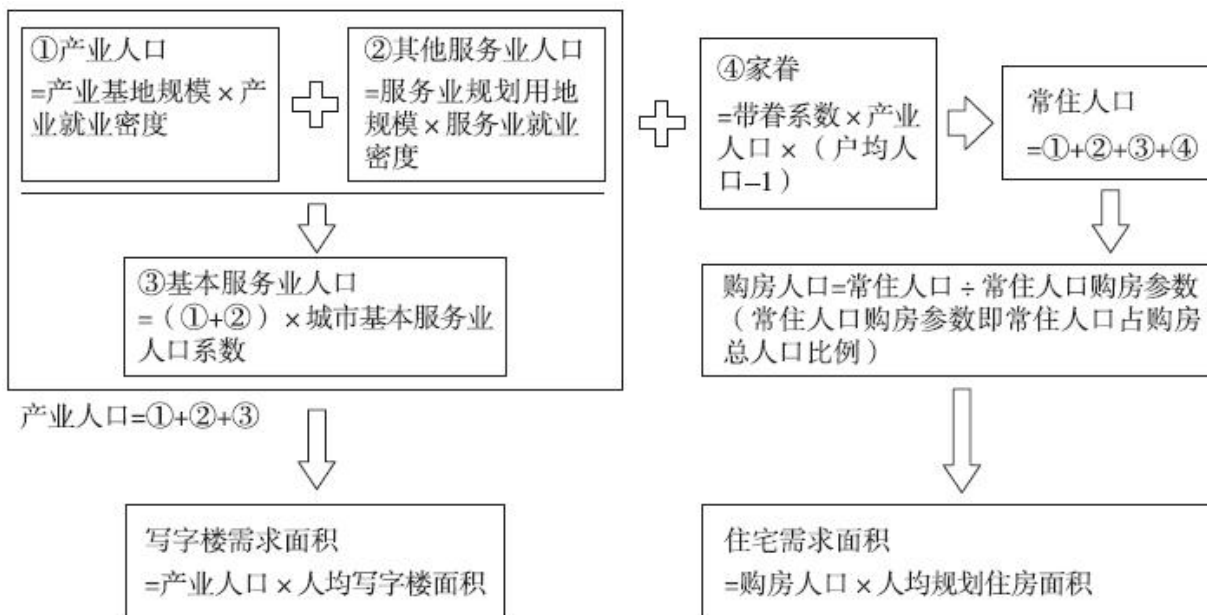 ①产业人口
=产业基地规模×产
业就业密度
②其他服务业人口
=服务业规划用地
规模×服务业就业
密度
④家眷
=带眷系数×产业
人口×（户均人
口–1）
常住人口
=①+②+③+④
③基本服务业人口
=（①+②）×城市基本服务业
人口系数
购房人口=常住人口÷常住人口购房参数
（常住人口购房参数即常住人口占购房
总人口比例）
产业人口=①+②+③
写字楼需求面积
=产业人口×人均写字楼面积
住宅需求面积
=购房人口×人均规划住房面积